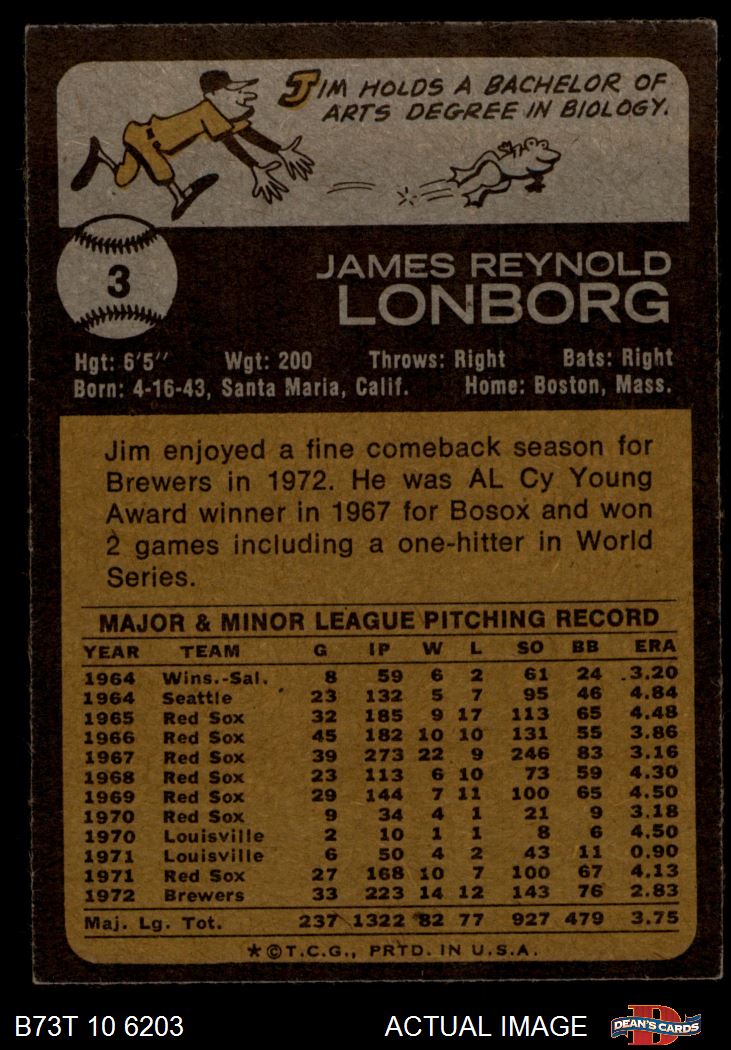 JIM HOLDS A BACHELOR OF
ARTS DEGREE IN BIOLOGY.
3
JAMES REYNOLD
LONBORG
Hgt: 6'5" Wgt: 200 Throws: Right Bats: Right
Born: 4-16-43, Santa Maria, Calif. Home: Boston, Mass.
Jim enjoyed a fine comeback season for
Brewers in 1972. He was AL Cy Young
Award winner in 1967 for Bosox and won
2 games including a one-hitter in World
Series.
MAJOR & MINOR LEAGUE PITCHING RECORD
YEAR TEAM G IP W L SO BB ERA
1964 Wins.-Sal. 8 59 6 2 61 24 3.20
1964 Seattle 23 132 5 7 95 46 4.84
1965 Red Sox 32 185 9 17 113 65 4.48
1966 Red Sox 45 182 10 10 131 55 3.86
1967 Red Sox 39 273 22 9 246 83 3.16
1968 Red Sox 23 113 6 10 73 59 4.30
1969 Red Sox 29 144 7 11 100 65 4.50
1970 Red Sox 9 34 4 1 21 9 3.18
1970 Louisville 2 10 1 1 8 6 4.50
1971 Louisville 6 50 4 2 43 11 0.90
1971 Red Sox 27 168 10 7 100 67 4.13
1972 Brewers 33 223 14 12 143 76 2.83
Maj. Lg. Tot. 237 1322 82 77 927 479 3.75
*©T.C.G., PRTD. IN U.S.A.
B73T 10 6203 ACTUAL IMAGE DEAN'S CARDS